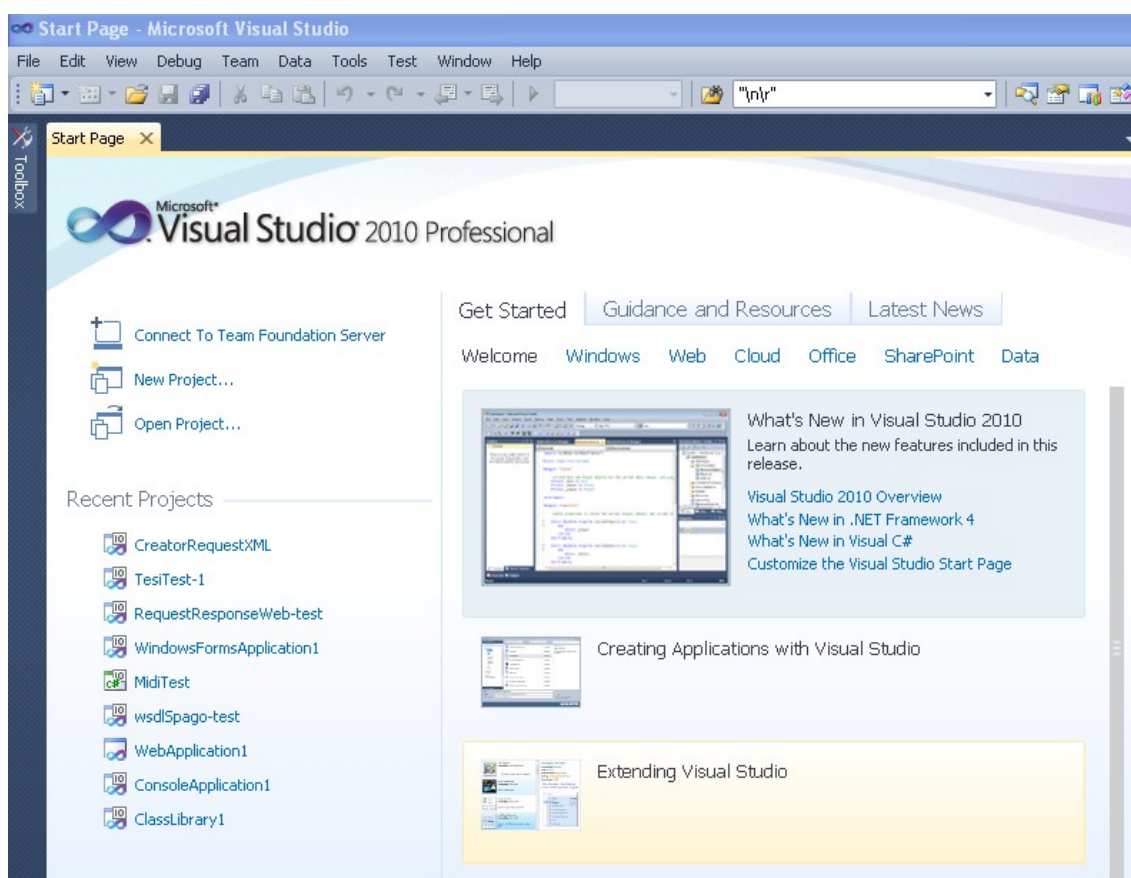 Start Page - Microsoft Visual Studio
File Edit View Debug Team Data Tools Test Window Help
"\n\r"
Toolbox
Start Page
Microsoft®
Visual Studio® 2010 Professional
Connect To Team Foundation Server
New Project...
Open Project...
Recent Projects
CreatorRequestXML
TesiTest-1
RequestResponseWeb-test
WindowsFormsApplication1
MidiTest
wsdlSpago-test
WebApplication1
ConsoleApplication1
ClassLibrary1
Get Started Guidance and Resources Latest News
Welcome Windows Web Cloud Office SharePoint Data
What's New in Visual Studio 2010
Learn about the new features included in this
release.
Visual Studio 2010 Overview
What's New in .NET Framework 4
What's New in Visual C#
Customize the Visual Studio Start Page
Creating Applications with Visual Studio
Extending Visual Studio